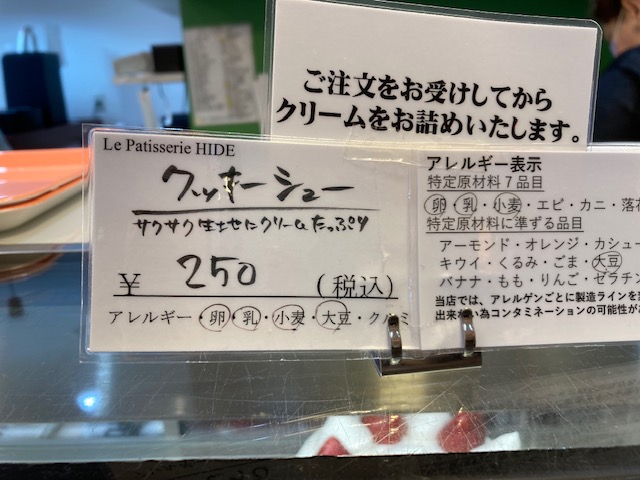 ご注文をお受けしてから
クリームをお詰めいたします。
Le Patisserie HIDE
クッキーシュー
サクサク生地にクリームたっぷり
¥ 250 (税込)
アレルギー・卵・乳・小麦・大豆・クルミ
アレルギー表示
特定原材料7品目
卵・乳・小麦・エビ・カニ・落花
特定原材料に準ずる品目
アーモンド・オレンジ・カシュー
キウイ・くるみ・ごま・大豆
バナナ・もも・りんご・ゼラチン
当店では、アレルゲンごとに製造ラインを
出来ない為コンタミネーションの可能性が